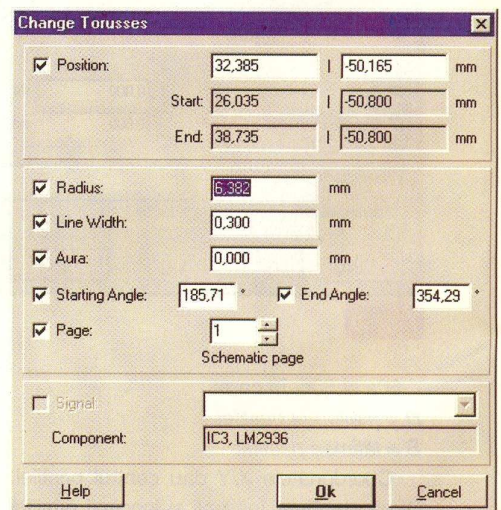 Change Torusses
Position: 32,385 | -50,165 mm
Start: 26,035 | -50,800 mm
End: 38,735 | -50,800 mm
Radius: 6,382 mm
Line Width: 0,300 mm
Aura: 0,000 mm
Starting Angle: 185,71 ° End Angle: 354,29 °
Page: 1
Schematic page
Signal:
Component: IC3, LM2936
Help Ok Cancel